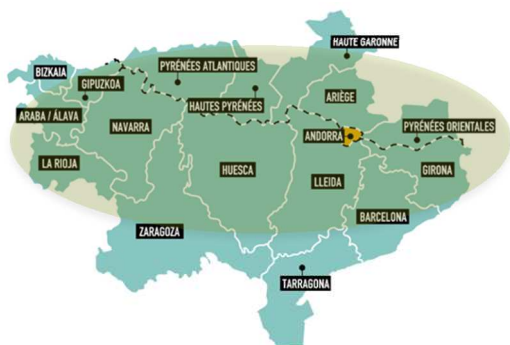 HAUTE GARONNE
PYRÉNÉES ATLANTIQUES
BIZKAIA
GIPUZKOA
ARIÈGE
HAUTES PYRÉNÉES
ARABA / ÁLAVA
NAVARRA
PYRÉNÉES ORIENTALES
ANDORRA
LA RIOJA
HUESCA
LLEIDA
GIRONA
BARCELONA
ZARAGOZA
TARRAGONA